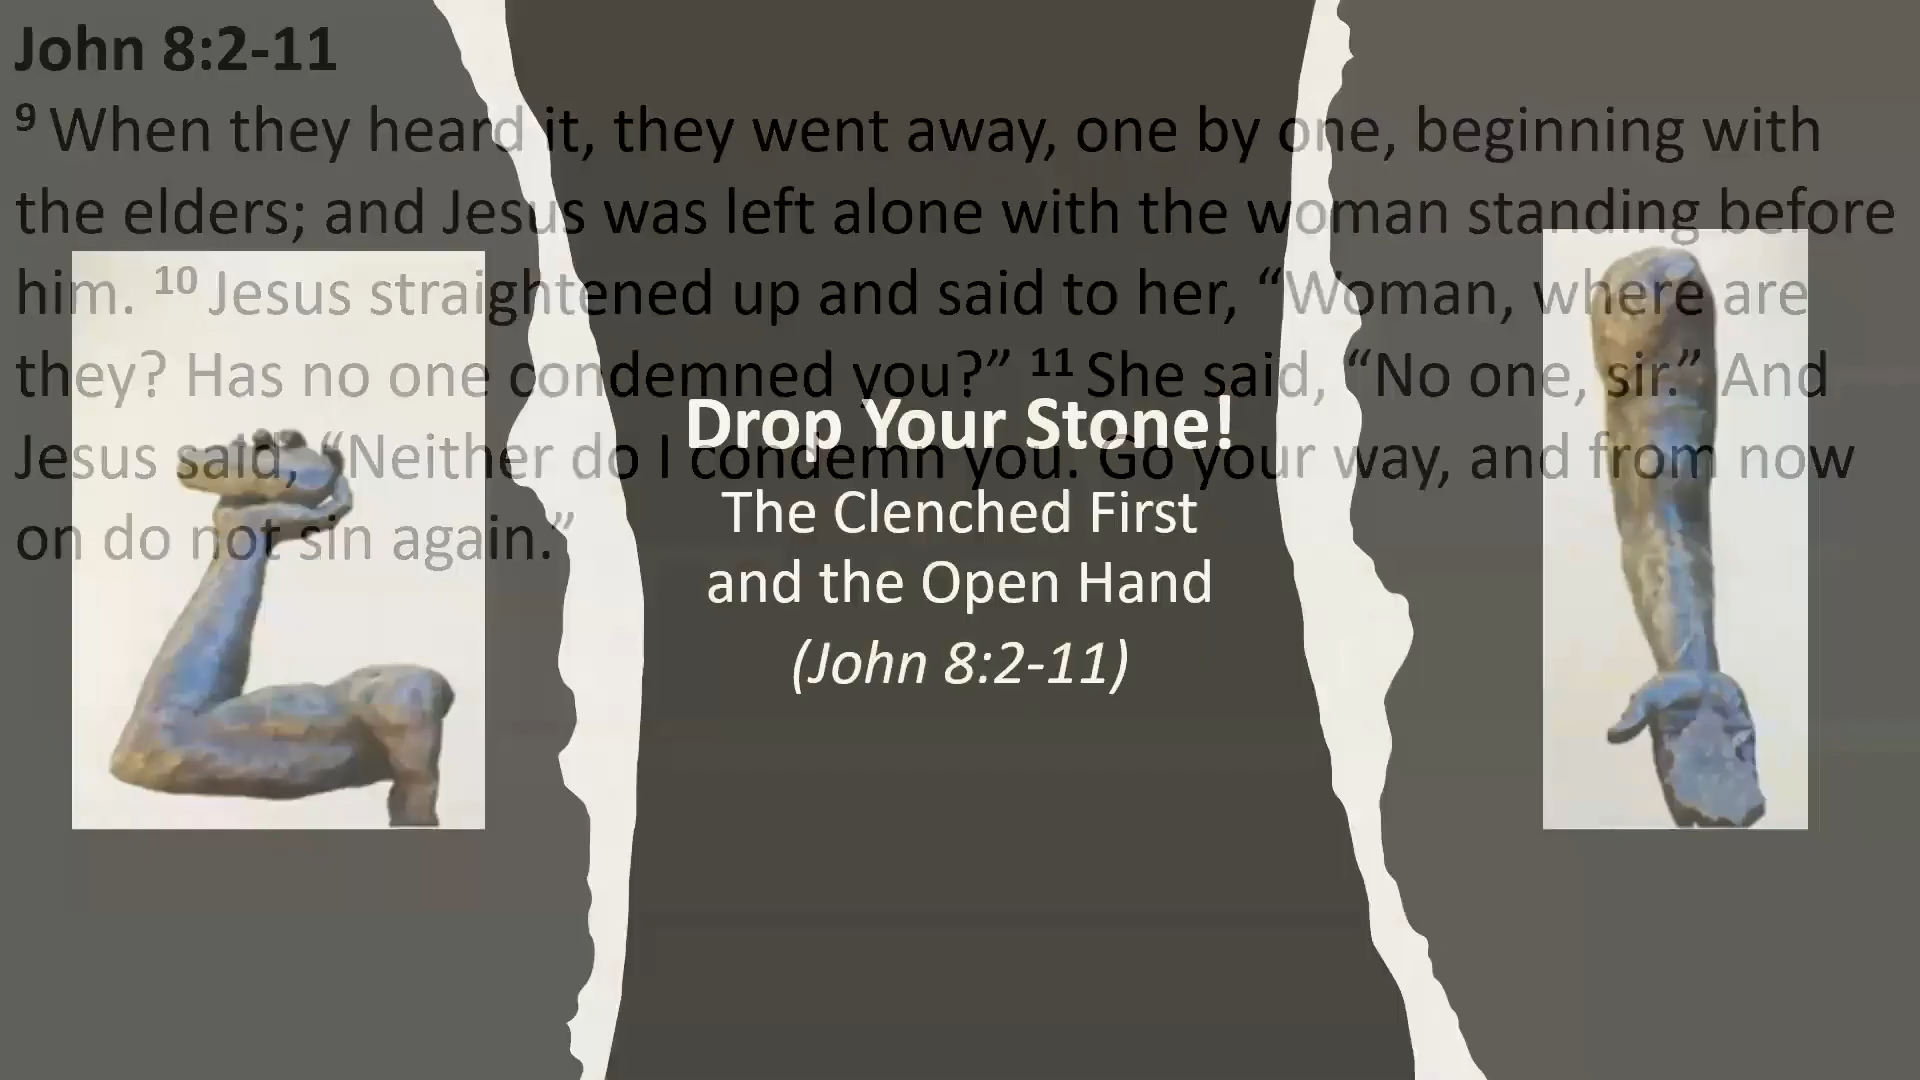 John 8:2-11
9 When they heard it, they went away, one by one, beginning with
the elders; and Jesus was left alone with the woman standing before
him. 10 Jesus straightened up and said to her, “Woman, where are
they? Has no one condemned you?” 11 She said, “No one, sir.” And
Jesus said, “Neither do I condemn you. Go your way, and from now
on do not sin again.”
Drop Your Stone!
The Clenched First
and the Open Hand
(John 8:2-11)